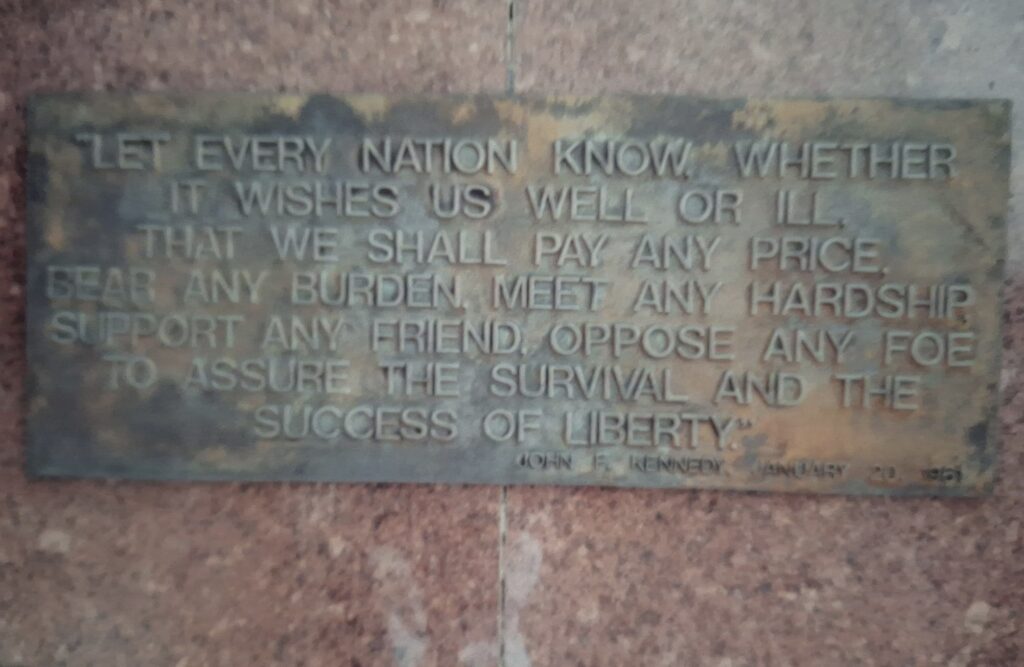 "LET EVERY NATION KNOW, WHETHER
IT WISHES US WELL OR ILL,
THAT WE SHALL PAY ANY PRICE,
BEAR ANY BURDEN, MEET ANY HARDSHIP,
SUPPORT ANY FRIEND, OPPOSE ANY FOE
TO ASSURE THE SURVIVAL AND THE
SUCCESS OF LIBERTY."
JOHN F. KENNEDY, JANUARY 20, 1961